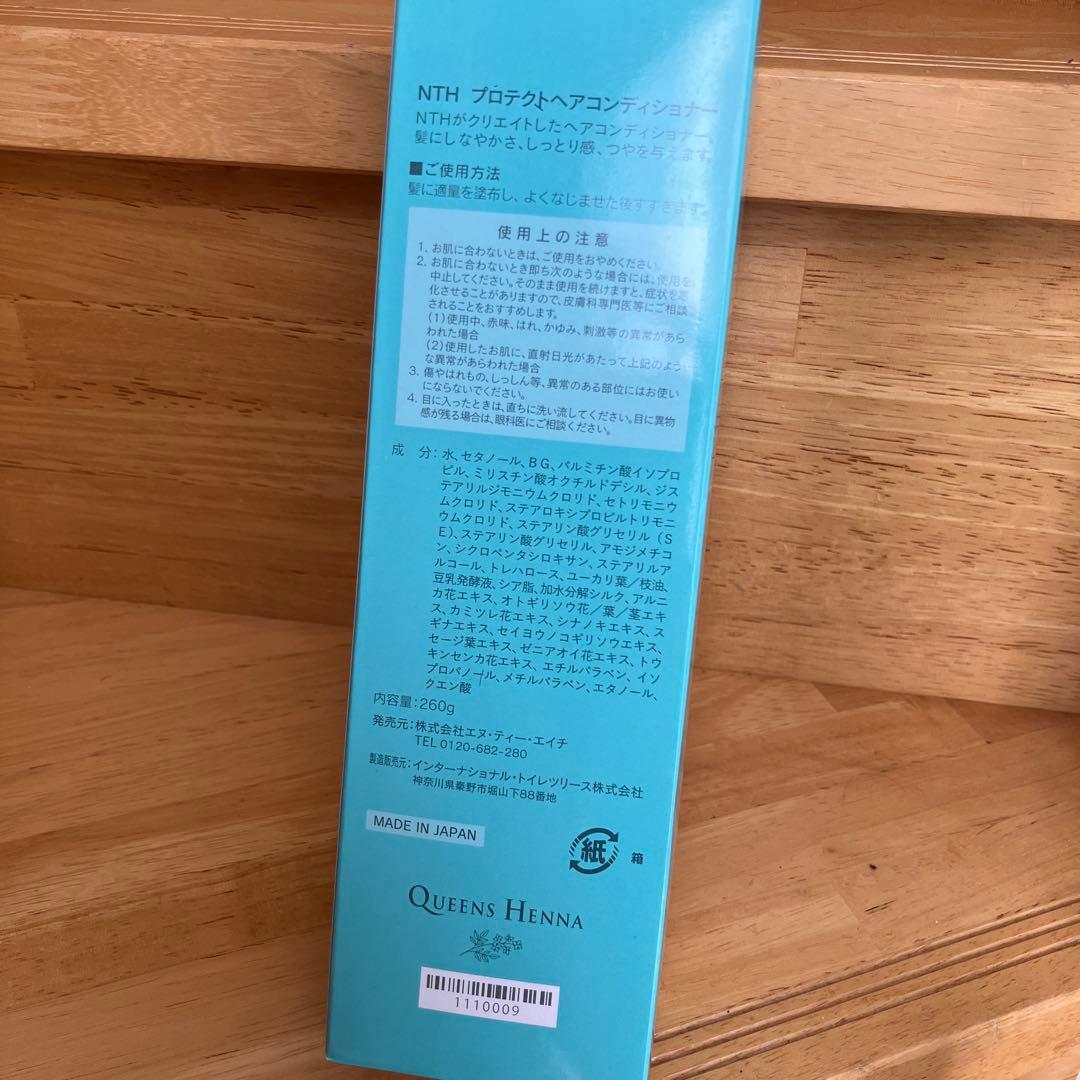 NTH プロテクトヘアコンディショナー
NTHがクリエイトしたヘアコンディショナー。
髪にしなやかさ、しっとり感、つやを与えます。
■ご使用方法
髪に適量を塗布し、よくなじませた後すすぎます。
使用上の注意
1. お肌に合わないときは、ご使用をおやめください。
2. お肌に合わないとき即ち次のような場合には、使用を
中止してください。そのまま使用を続けますと、症状を悪
化させることがありますので、皮膚科専門医等にご相談
されることをおすすめします。
(1)使用中、赤味、はれ、かゆみ、刺激等の異常があら
われた場合
(2)使用したお肌に、直射日光があたって上記のよう
な異常があらわれた場合
3. 傷やはれもの、しっしん等、異常のある部位にはお使い
にならないでください。
4. 目に入ったときは、直ちに洗い流してください。目に異物
感が残る場合は、眼科医にご相談ください。
成 分：水、セタノール、BG、パルミチン酸イソプロ
ピル、ミリスチン酸オクチルドデシル、ジス
テアリルジモニウムクロリド、セトリモニウ
ムクロリド、ステアロキシプロピルトリモニ
ウムクロリド、ステアリン酸グリセリル（S
E）、ステアリン酸グリセリル、アモジメチコ
ン、シクロペンタシロキサン、ステアリルア
ルコール、トレハロース、ユーカリ葉／枝油、
豆乳発酵液、シア脂、加水分解シルク、アルニ
カ花エキス、オトギリソウ花／葉／茎エキ
ス、カミツレ花エキス、シナノキエキス、ス
ギナエキス、セイヨウノコギリソウエキス、
セージ葉エキス、ゼニアオイ花エキス、トウ
キンセンカ花エキス、エチルパラベン、イソ
プロパノール、メチルパラベン、エタノール、
クエン酸
内容量：260g
発売元：株式会社エヌ・ティー・エイチ
TEL 0120-682-280
製造販売元：インターナショナル・トイレツリース株式会社
神奈川県秦野市堀山下88番地
MADE IN JAPAN
紙 箱
QUEENS HENNA
1110009